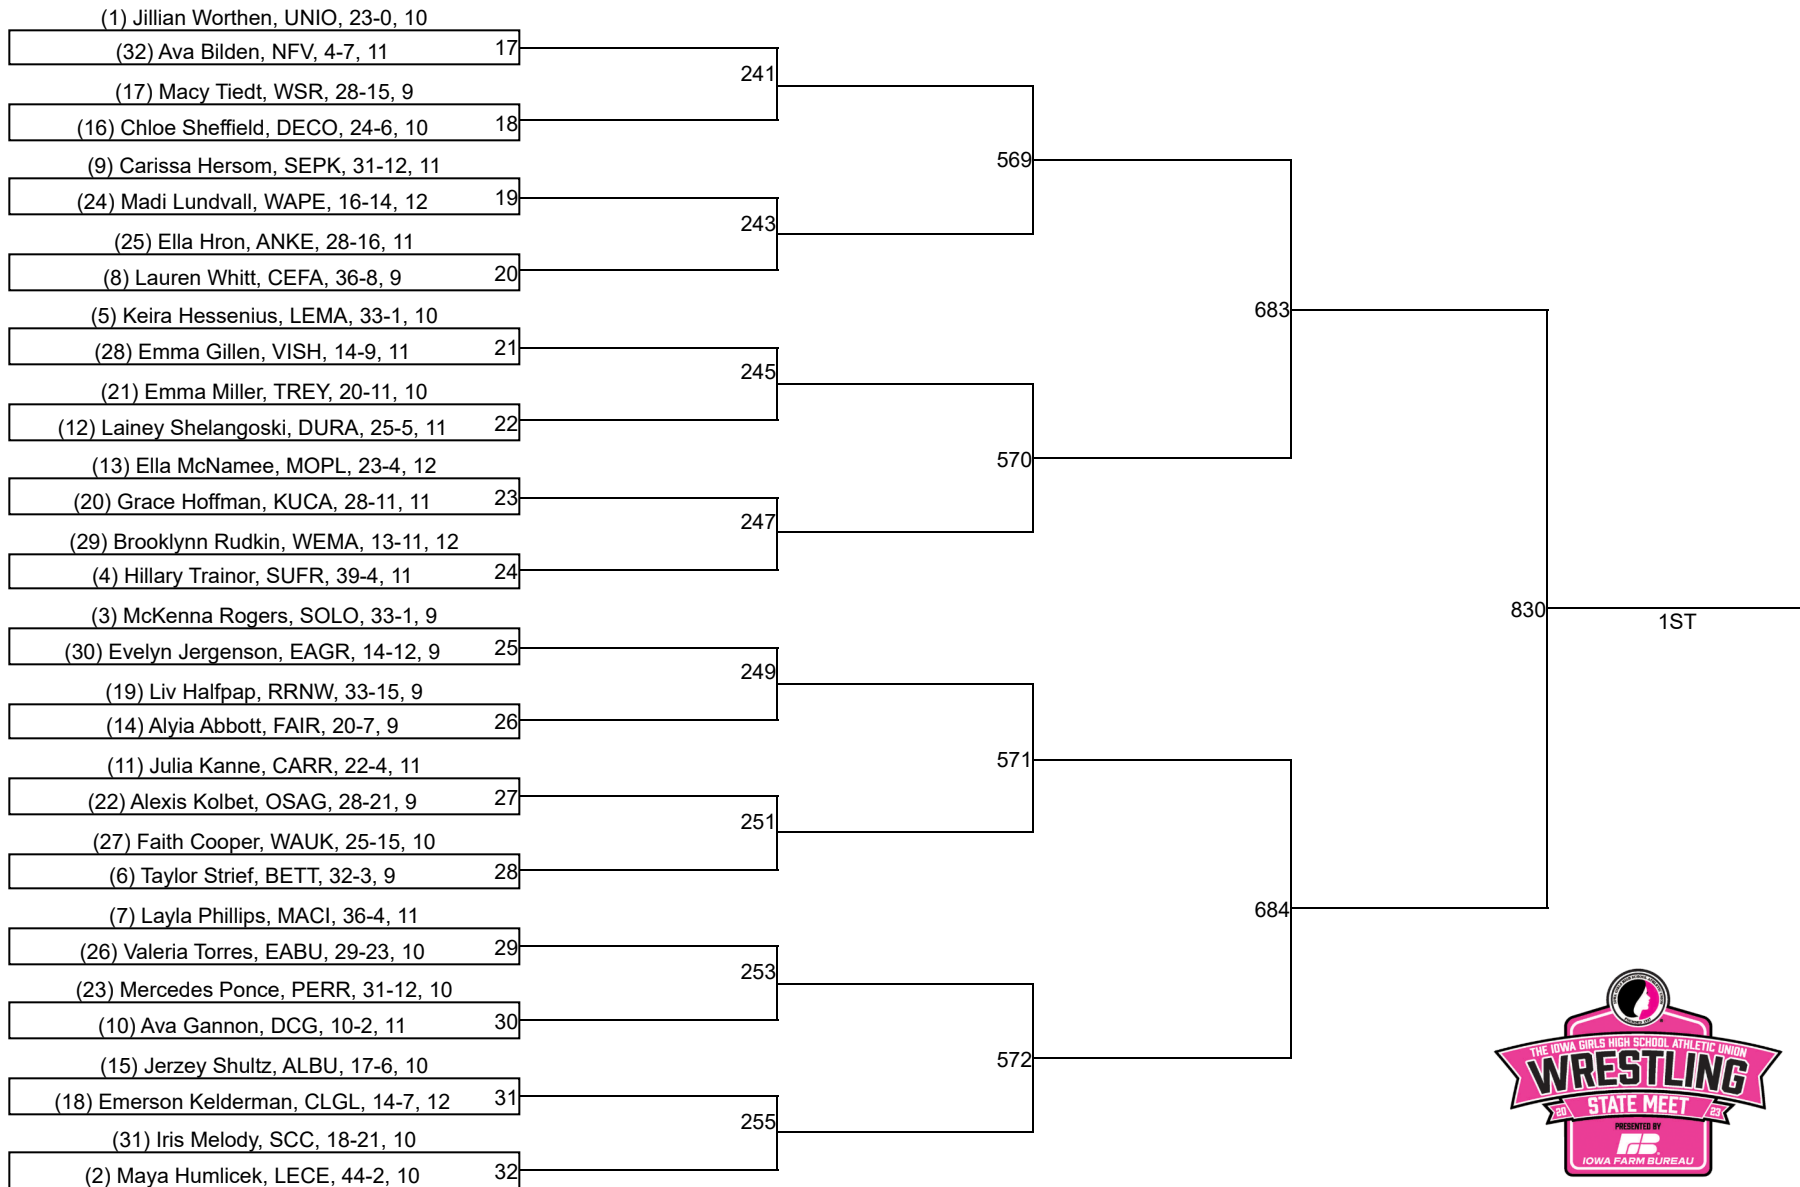 (1) Jillian Worthen, UNIO, 23-0, 10
(32) Ava Bilden, NFV, 4-7, 11
17
(17) Macy Tiedt, WSR, 28-15, 9
(16) Chloe Sheffield, DECO, 24-6, 10
18
(9) Carissa Hersom, SEPK, 31-12, 11
(24) Madi Lundvall, WAPE, 16-14, 12
19
(25) Ella Hron, ANKE, 28-16, 11
(8) Lauren Whitt, CEFA, 36-8, 9
20
(5) Keira Hessenius, LEMA, 33-1, 10
(28) Emma Gillen, VISH, 14-9, 11
21
(21) Emma Miller, TREY, 20-11, 10
(12) Lainey Shelangoski, DURA, 25-5, 11
22
(13) Ella McNamee, MOPL, 23-4, 12
(20) Grace Hoffman, KUCA, 28-11, 11
23
(29) Brooklynn Rudkin, WEMA, 13-11, 12
(4) Hillary Trainor, SUFR, 39-4, 11
24
(3) McKenna Rogers, SOLO, 33-1, 9
(30) Evelyn Jergenson, EAGR, 14-12, 9
25
(19) Liv Halfpap, RRNW, 33-15, 9
(14) Alyia Abbott, FAIR, 20-7, 9
26
(11) Julia Kanne, CARR, 22-4, 11
(22) Alexis Kolbet, OSAG, 28-21, 9
27
(27) Faith Cooper, WAUK, 25-15, 10
(6) Taylor Strief, BETT, 32-3, 9
28
(7) Layla Phillips, MACI, 36-4, 11
(26) Valeria Torres, EABU, 29-23, 10
29
(23) Mercedes Ponce, PERR, 31-12, 10
(10) Ava Gannon, DCG, 10-2, 11
30
(15) Jerzey Shultz, ALBU, 17-6, 10
(18) Emerson Kelderman, CLGL, 14-7, 12
31
(31) Iris Melody, SCC, 18-21, 10
(2) Maya Humlicek, LECE, 44-2, 10
32
241
243
245
247
249
251
253
255
569
570
571
572
683
684
830
1ST
THE IOWA GIRLS HIGH SCHOOL ATHLETIC UNION
WRESTLING
20 STATE MEET 23
PRESENTED BY
FB
IOWA FARM BUREAU